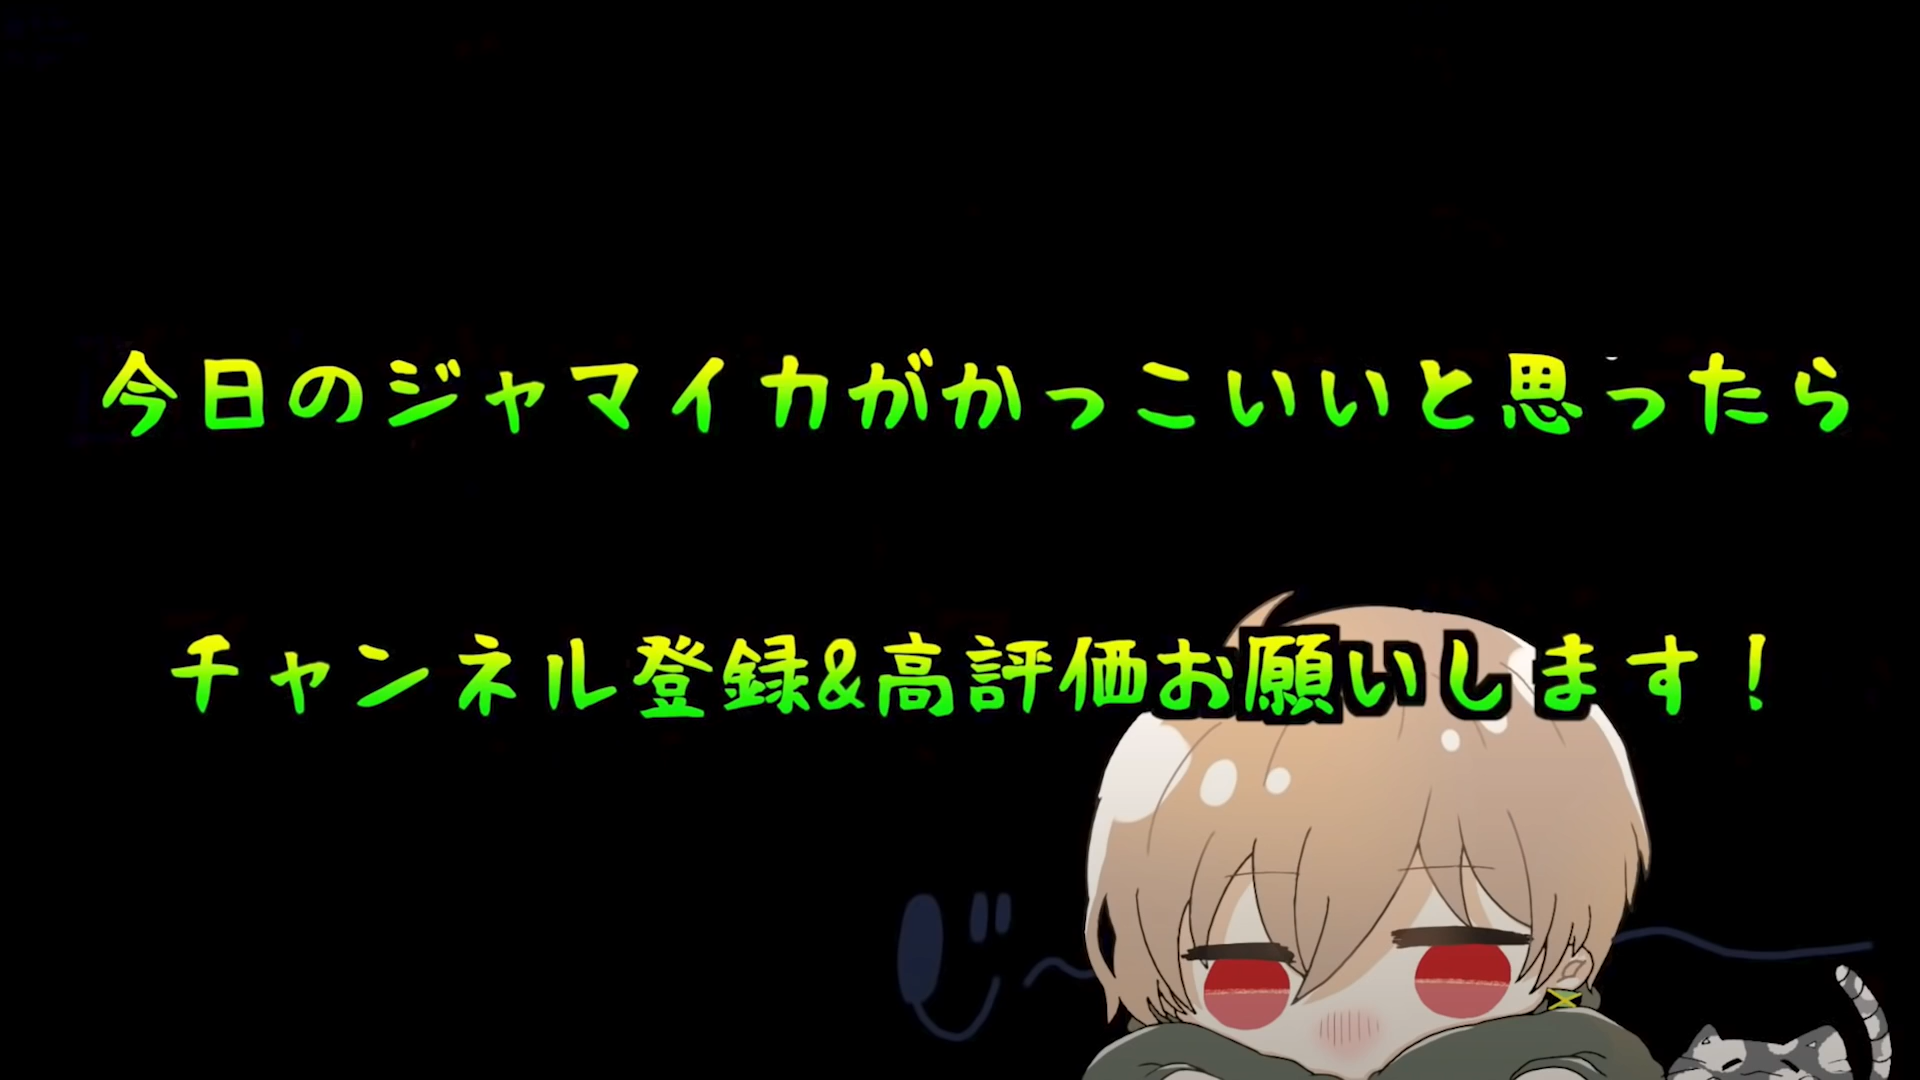 今日のジャマイカがかっこいいと思ったら
チャンネル登録&高評価お願いします！
じ～